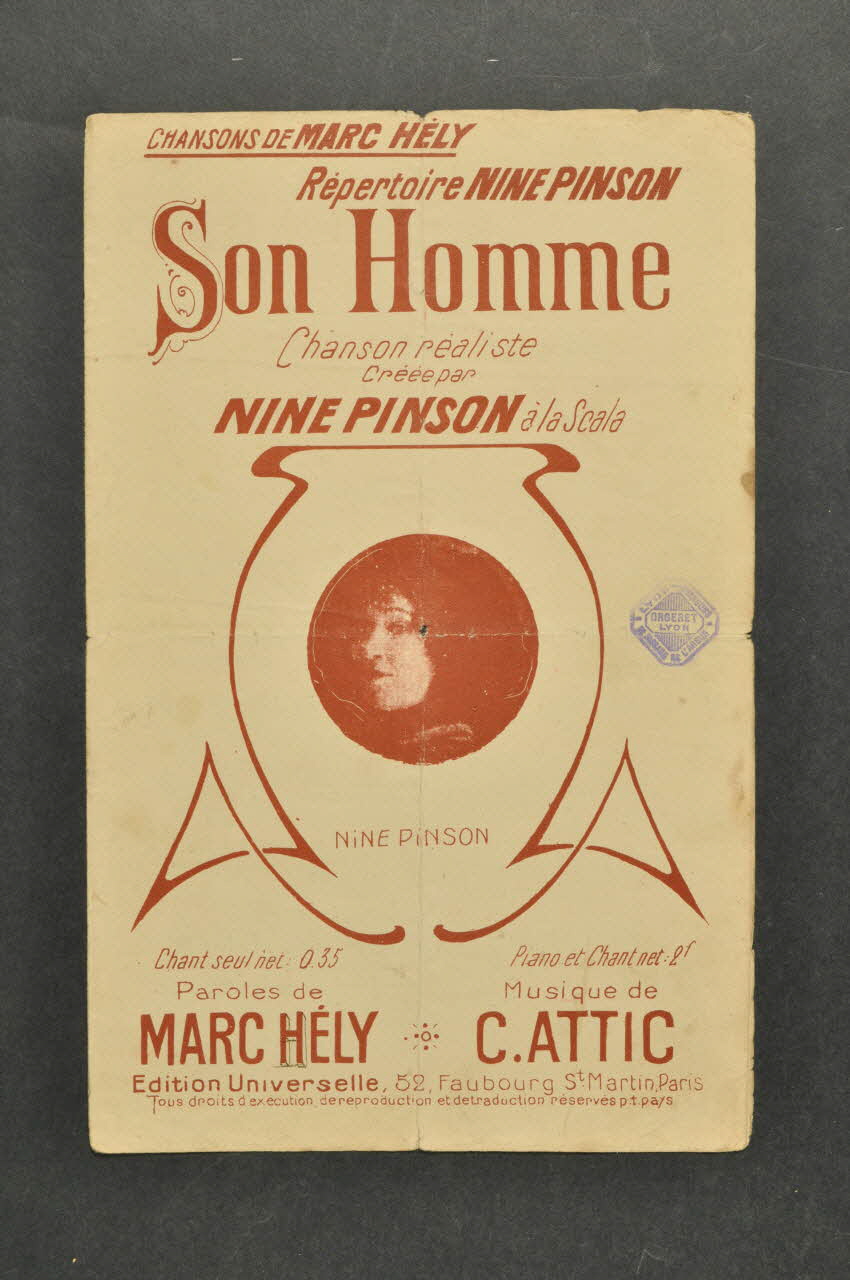 CHANSONS DE MARC HÉLY
Répertoire NINE PINSON
Son Homme
Chanson réaliste
Créée par
NINE PINSON à la Scala
ORGERET
LYON
NiNE PiNSON
Chant seul net: 0.35
Piano et Chant net: 2f
Paroles de
Musique de
MARC HÉLY
C. ATTIC
Edition Universelle, 52, Faubourg St Martin, Paris
Tous droits d'exécution, de reproduction et de traduction réservés p.t. pays